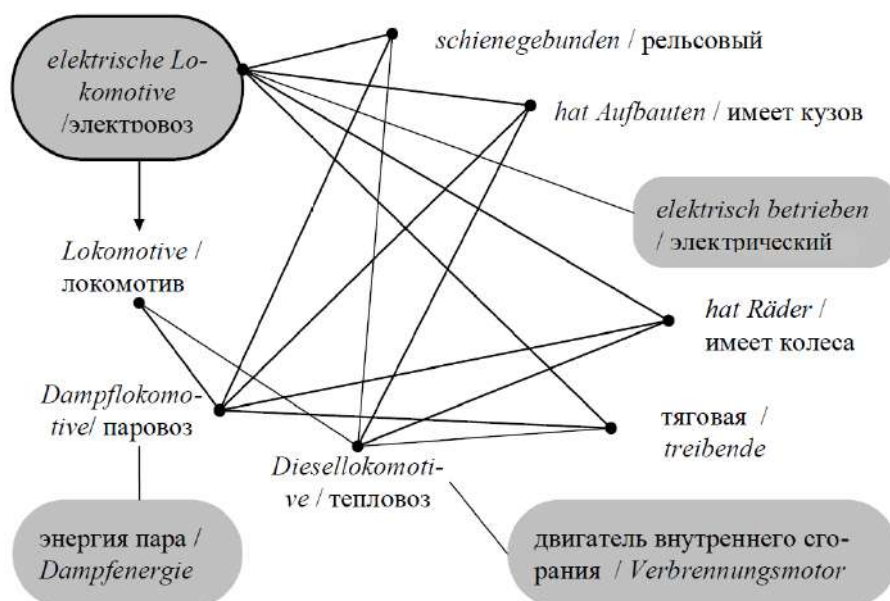 elektrische Lo-
komotive
/электровоз
schienegebunden / рельсовый
hat Aufbauten / имеет кузов
elektrisch betrieben
/ электрический
Lokomotive /
локомотив
hat Räder /
имеет колеса
Dampflokomo-
tive/ паровоз
тяговая /
treibende
Diesellokomoti-
ve / тепловоз
энергия пара /
Dampfenergie
двигатель внутреннего сго-
рания / Verbrennungsmotor